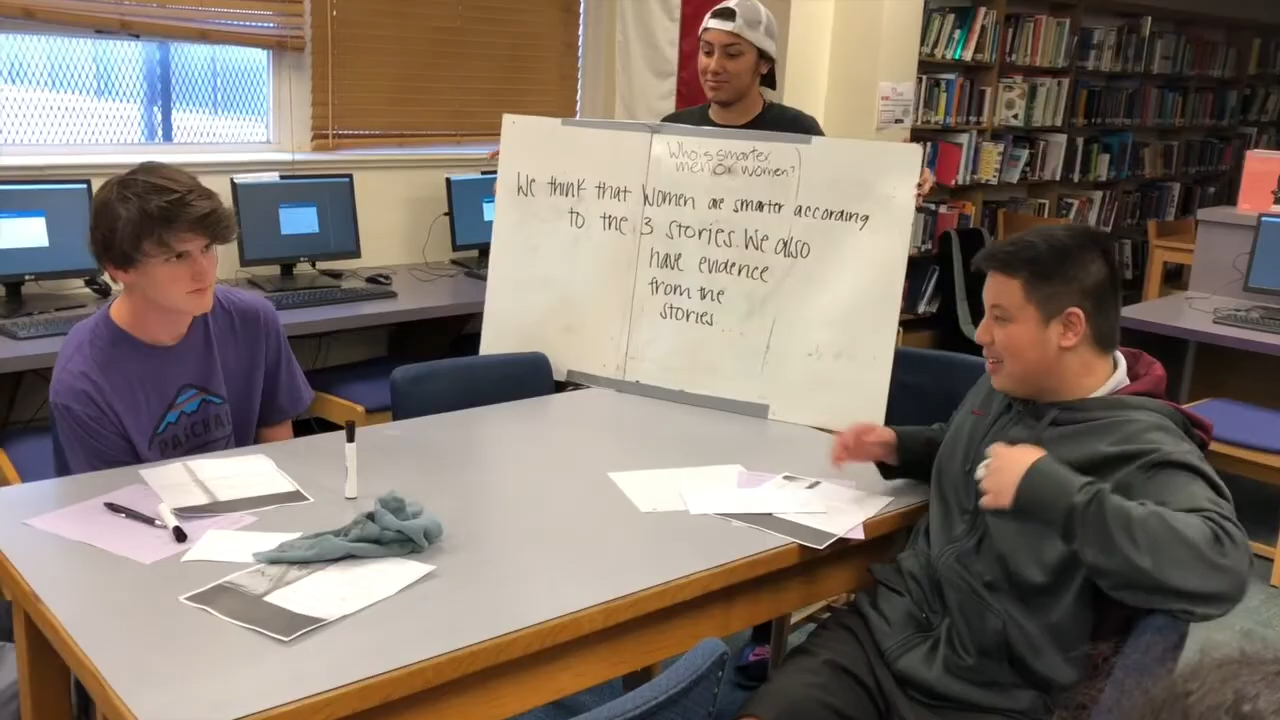 Who is smarter,
men or women?
We think that Women are smarter according
to the 3 stories. We also
have evidence
from the
stories...
PASCHAL